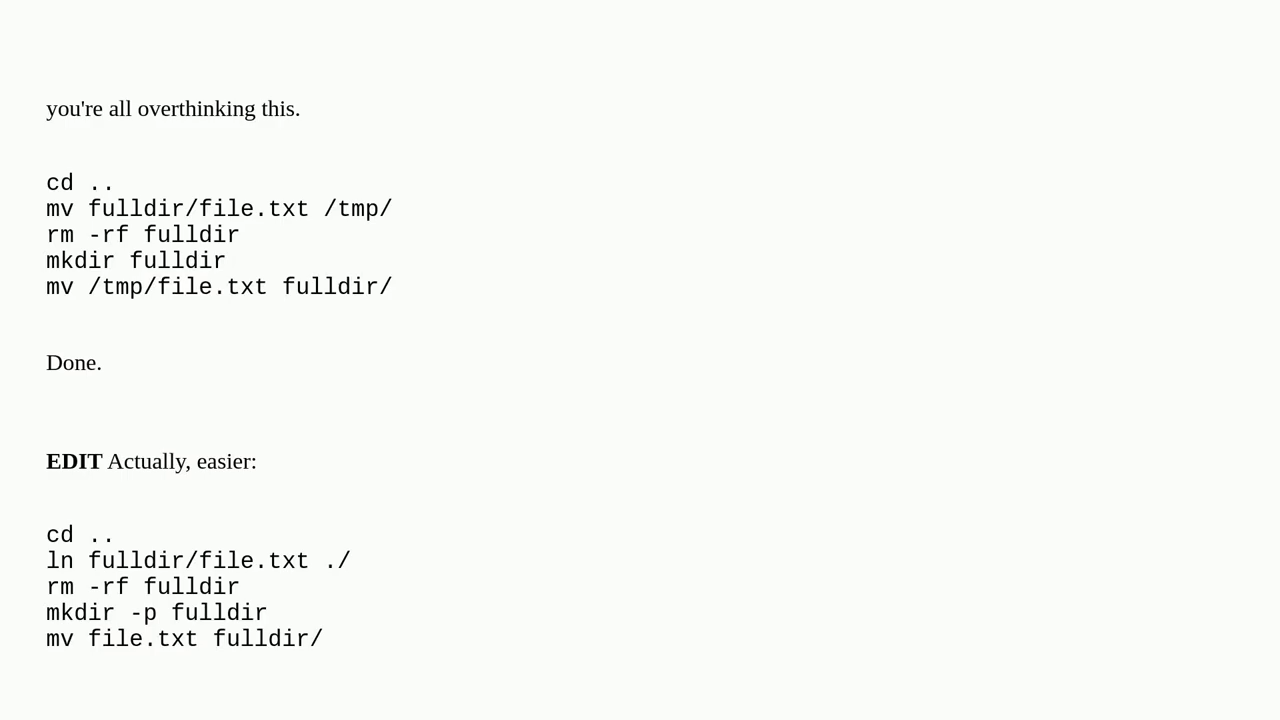 you're all overthinking this.
cd ..
mv fulldir/file.txt /tmp/
rm -rf fulldir
mkdir fulldir
mv /tmp/file.txt fulldir/
Done.
EDIT Actually, easier:
cd ..
ln fulldir/file.txt ./
rm -rf fulldir
mkdir -p fulldir
mv file.txt fulldir/